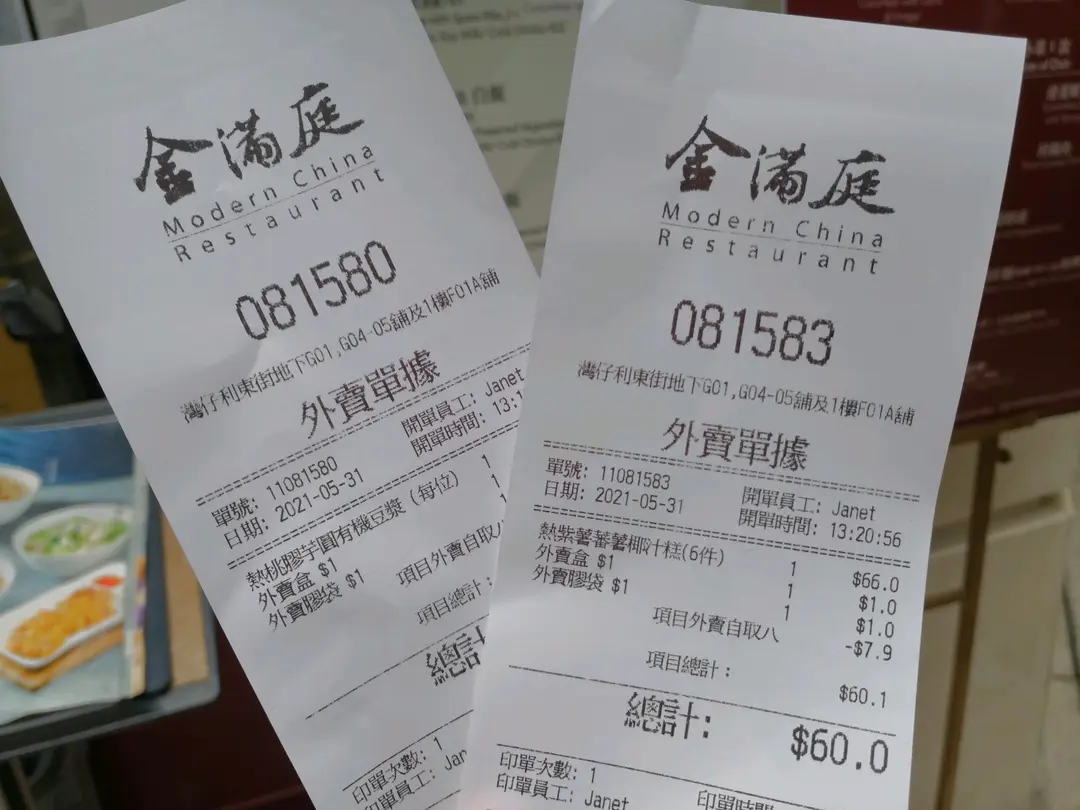 金滿庭
Modern China
Restaurant
081580
灣仔利東街地下G01,G04-05舖及1樓F01A舖
外賣單據
單號: 11081580
開單員工: Janet
日期: 2021-05-31
開單時間: 13:1
熱桃膠芋圓有機豆漿(每位) 1
外賣盒 $1 1
外賣膠袋 $1 1
項目外賣自取八
項目總計:
總計
印單次數: 1
印單員工: Jan
金滿庭
Modern China
Restaurant
081583
灣仔利東街地下G01,G04-05舖及1樓F01A舖
外賣單據
單號: 11081583 開單員工: Janet
日期: 2021-05-31 開單時間: 13:20:56
熱紫薯蕃薯椰汁糕(6件) 1 $66.0
外賣盒 $1 1 $1.0
外賣膠袋 $1 1 $1.0
項目外賣自取八 -$7.9
項目總計: $60.1
總計: $60.0
印單次數: 1
印單員工: Janet 印單時間
白飯